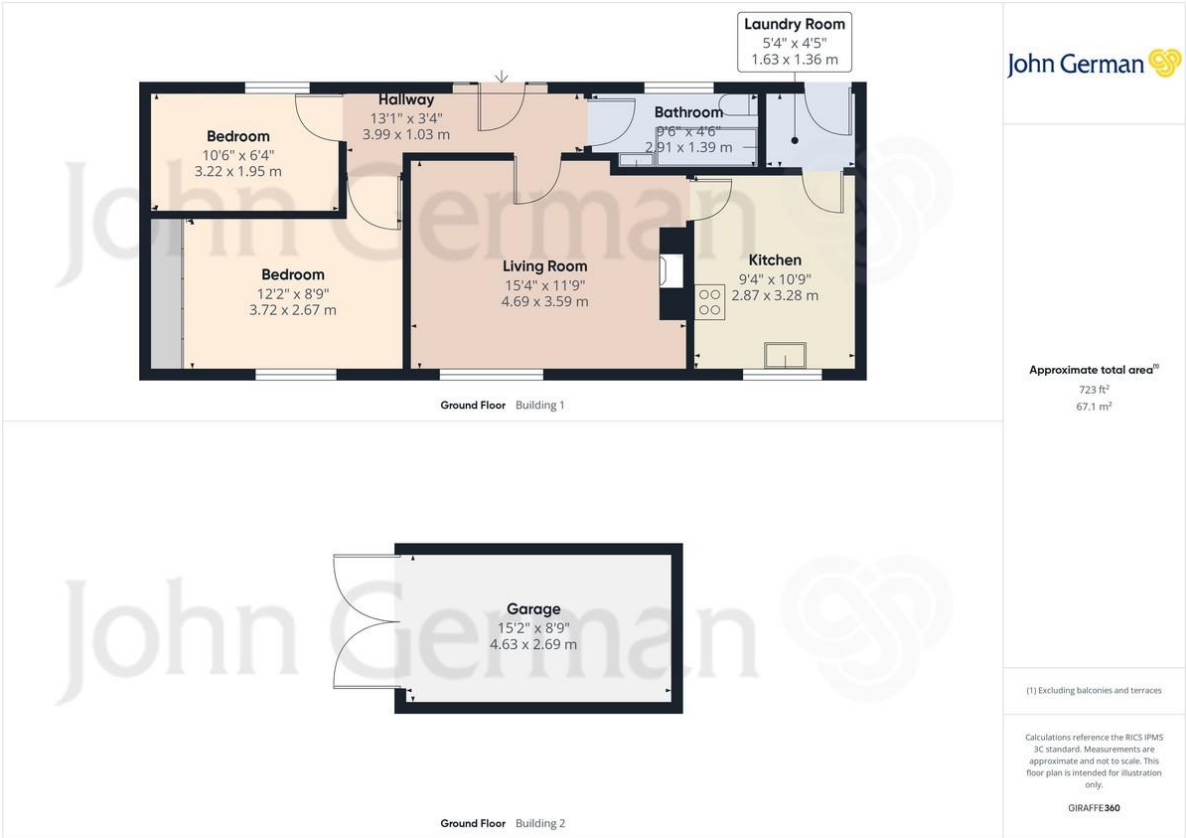 Laundry Room
5'4" x 4'5"
1.63 x 1.36 m
John German
Hallway
13'1" x 3'4"
3.99 x 1.03 m
Bathroom
9'6" x 4'6"
2.91 x 1.39 m
Bedroom
10'6" x 6'4"
3.22 x 1.95 m
John German
Bedroom
12'2" x 8'9"
3.72 x 2.67 m
Living Room
15'4" x 11'9"
4.69 x 3.59 m
Kitchen
9'4" x 10'9"
2.87 x 3.28 m
Ground Floor Building 1
Approximate total area(1)
723 ft²
67.1 m²
John German
Garage
15'2" x 8'9"
4.63 x 2.69 m
Ground Floor Building 2
(1) Excluding balconies and terraces
Calculations reference the RICS IPMS
3C standard. Measurements are
approximate and not to scale. This
floor plan is intended for illustration
only.
GIRAFFE360